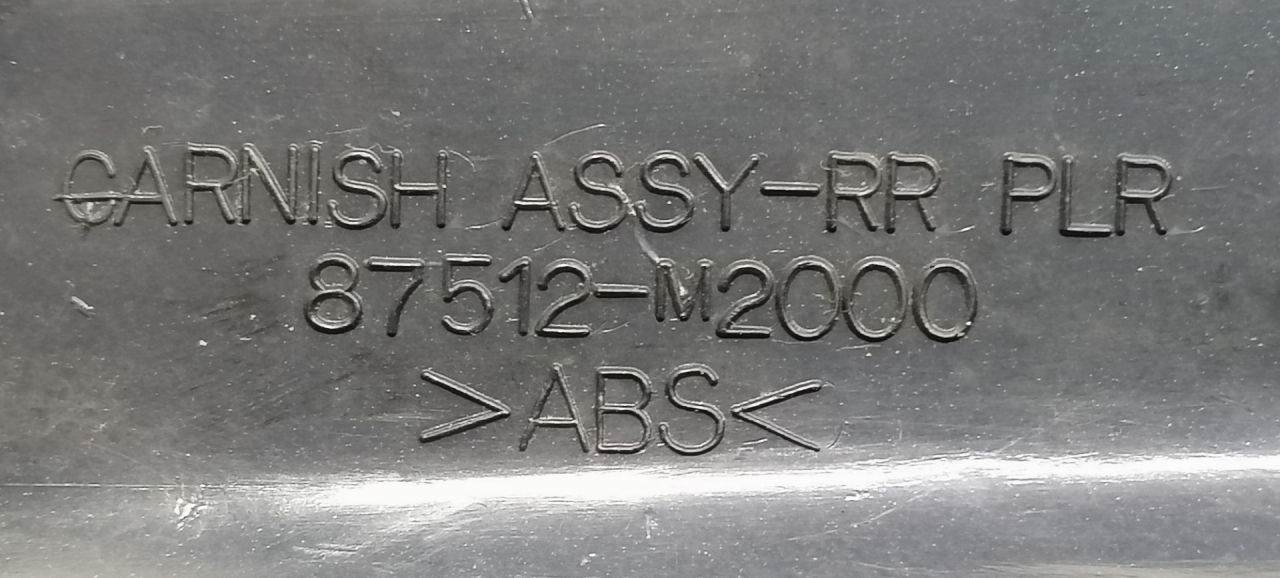 GARNISH ASSY-RR PLR
87512-M2000
>ABS<